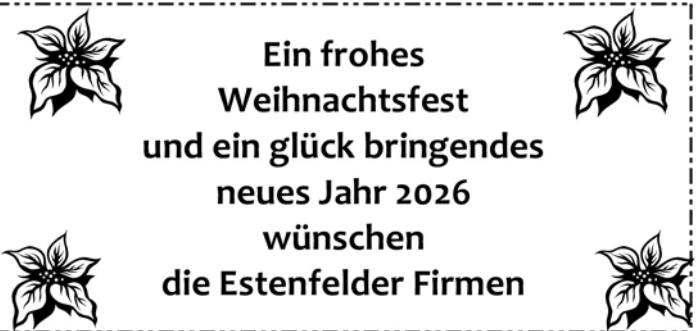 Ein frohes
Weihnachtsfest
und ein glück bringendes
neues Jahr 2026
wünschen
die Estenfelder Firmen